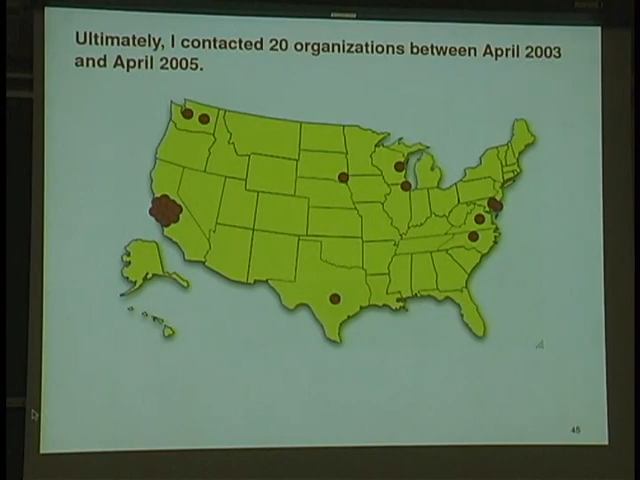 Ultimately, I contacted 20 organizations between April 2003
and April 2005.
45